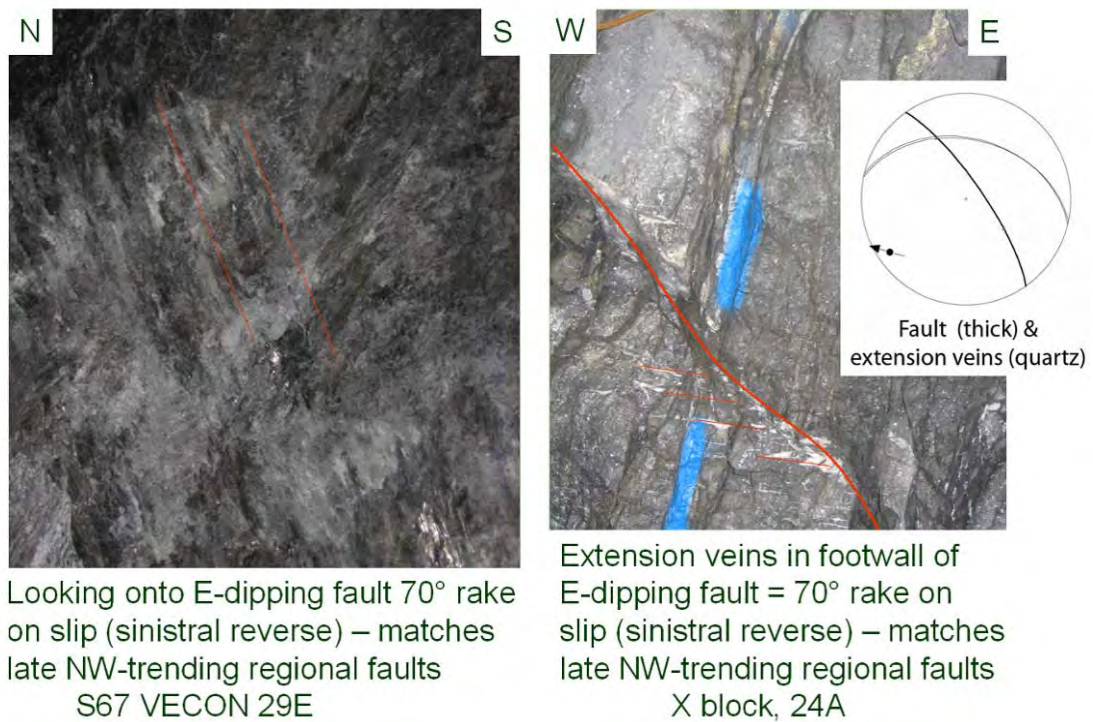 N
S
W
E
Fault (thick) &
extension veins (quartz)
Looking onto E-dipping fault 70° rake
on slip (sinistral reverse) – matches
late NW-trending regional faults
S67 VECON 29E
Extension veins in footwall of
E-dipping fault = 70° rake on
slip (sinistral reverse) – matches
late NW-trending regional faults
X block, 24A